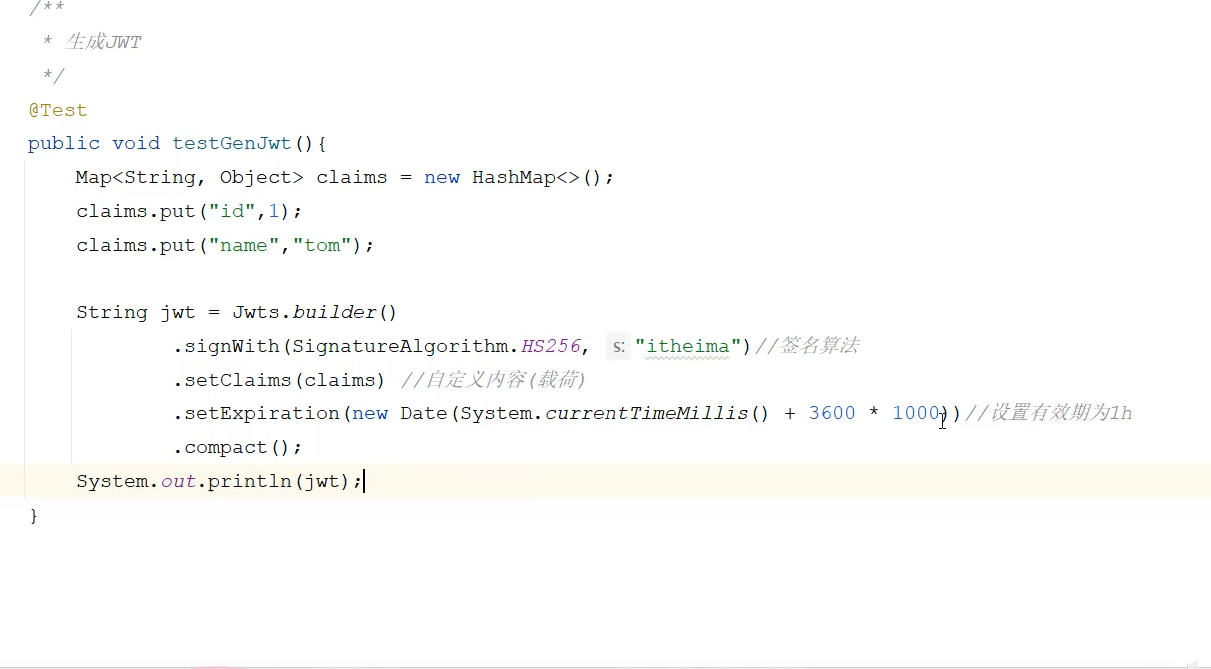 /**
 * 生成JWT
 */
@Test
public void testGenJwt(){
    Map<String, Object> claims = new HashMap<>();
    claims.put("id",1);
    claims.put("name","tom");
    String jwt = Jwts.builder()
            .signWith(SignatureAlgorithm.HS256, s: "itheima")//签名算法
            .setClaims(claims) //自定义内容(载荷)
            .setExpiration(new Date(System.currentTimeMillis() + 3600 * 1000))//设置有效期为1h
            .compact();
    System.out.println(jwt);
}